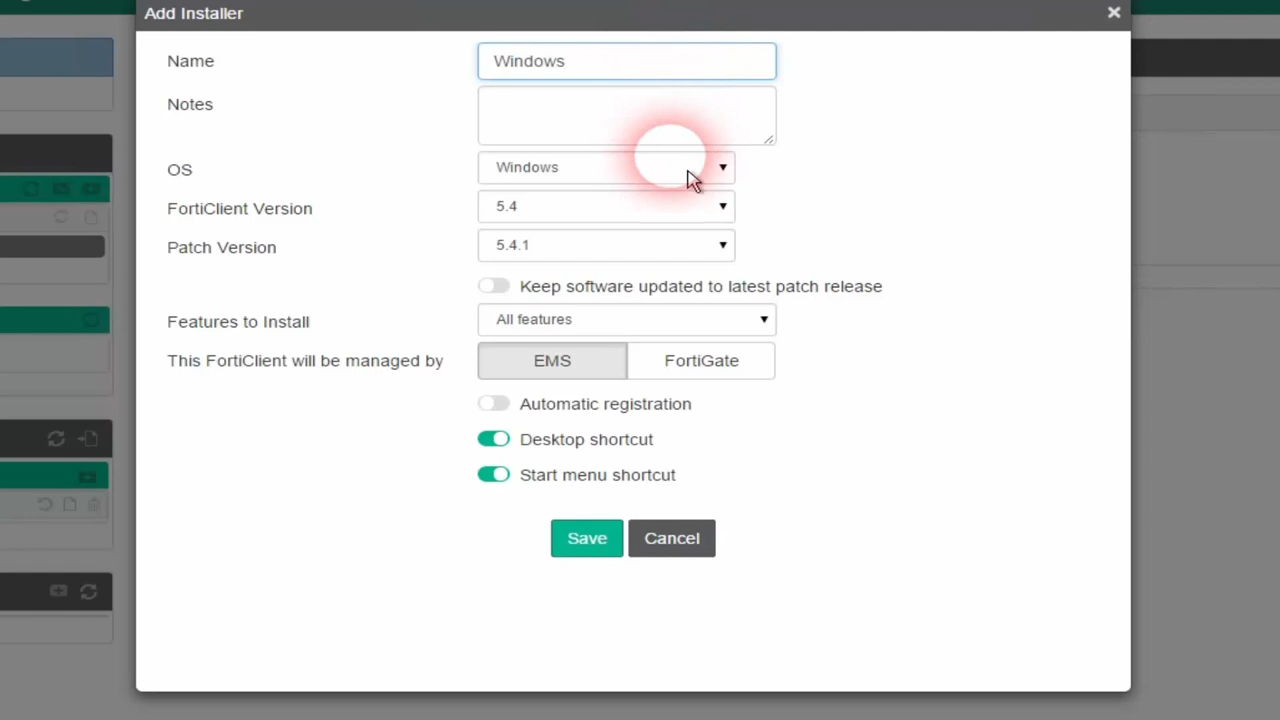 Add Installer
Name Windows
Notes
OS Windows
FortiClient Version 5.4
Patch Version 5.4.1
Keep software updated to latest patch release
Features to Install All features
This FortiClient will be managed by EMS FortiGate
Automatic registration
Desktop shortcut
Start menu shortcut
Save Cancel